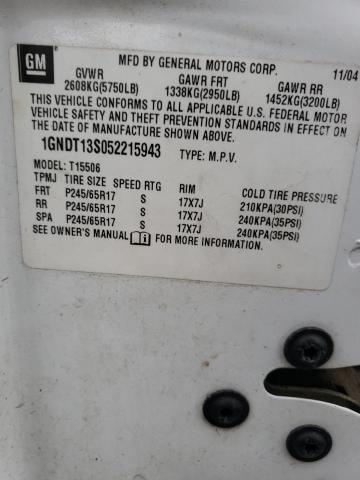 GM
MFD BY GENERAL MOTORS CORP. 11/04
GVWR GAWR FRT GAWR RR
2608KG(5750LB) 1338KG(2950LB) 1452KG(3200LB)
THIS VEHICLE CONFORMS TO ALL APPLICABLE U.S. FEDERAL MOTOR
VEHICLE SAFETY AND THEFT PREVENTION STANDARDS IN EFFECT ON
THE DATE OF MANUFACTURE SHOWN ABOVE.
1GNDT13S052215943 TYPE: M.P.V.
MODEL: T15506
TPMJ TIRE SIZE SPEED RTG RIM COLD TIRE PRESSURE
FRT P245/65R17 S 17X7J 210KPA(30PSI)
RR P245/65R17 S 17X7J 240KPA(35PSI)
SPA P245/65R17 S 17X7J 240KPA(35PSI)
SEE OWNER'S MANUAL FOR ADDITIONAL INFORMATION.